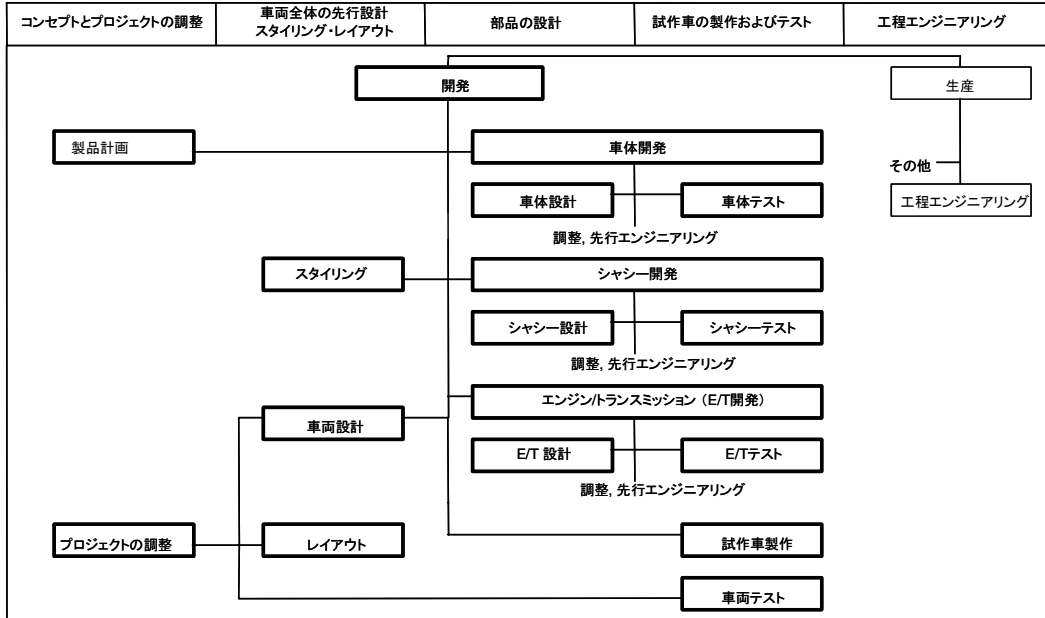 コンセプトとプロジェクトの調整
車両全体の先行設計
スタイリング・レイアウト
部品の設計
試作車の製作およびテスト
工程エンジニアリング
開発
生産
製品計画
車体開発
その他
車体設計
車体テスト
工程エンジニアリング
調整, 先行エンジニアリング
スタイリング
シャシー開発
シャシー設計
シャシーテスト
調整, 先行エンジニアリング
エンジン/トランスミッション (E/T開発)
車両設計
E/T 設計
E/Tテスト
調整, 先行エンジニアリング
プロジェクトの調整
レイアウト
試作車製作
車両テスト